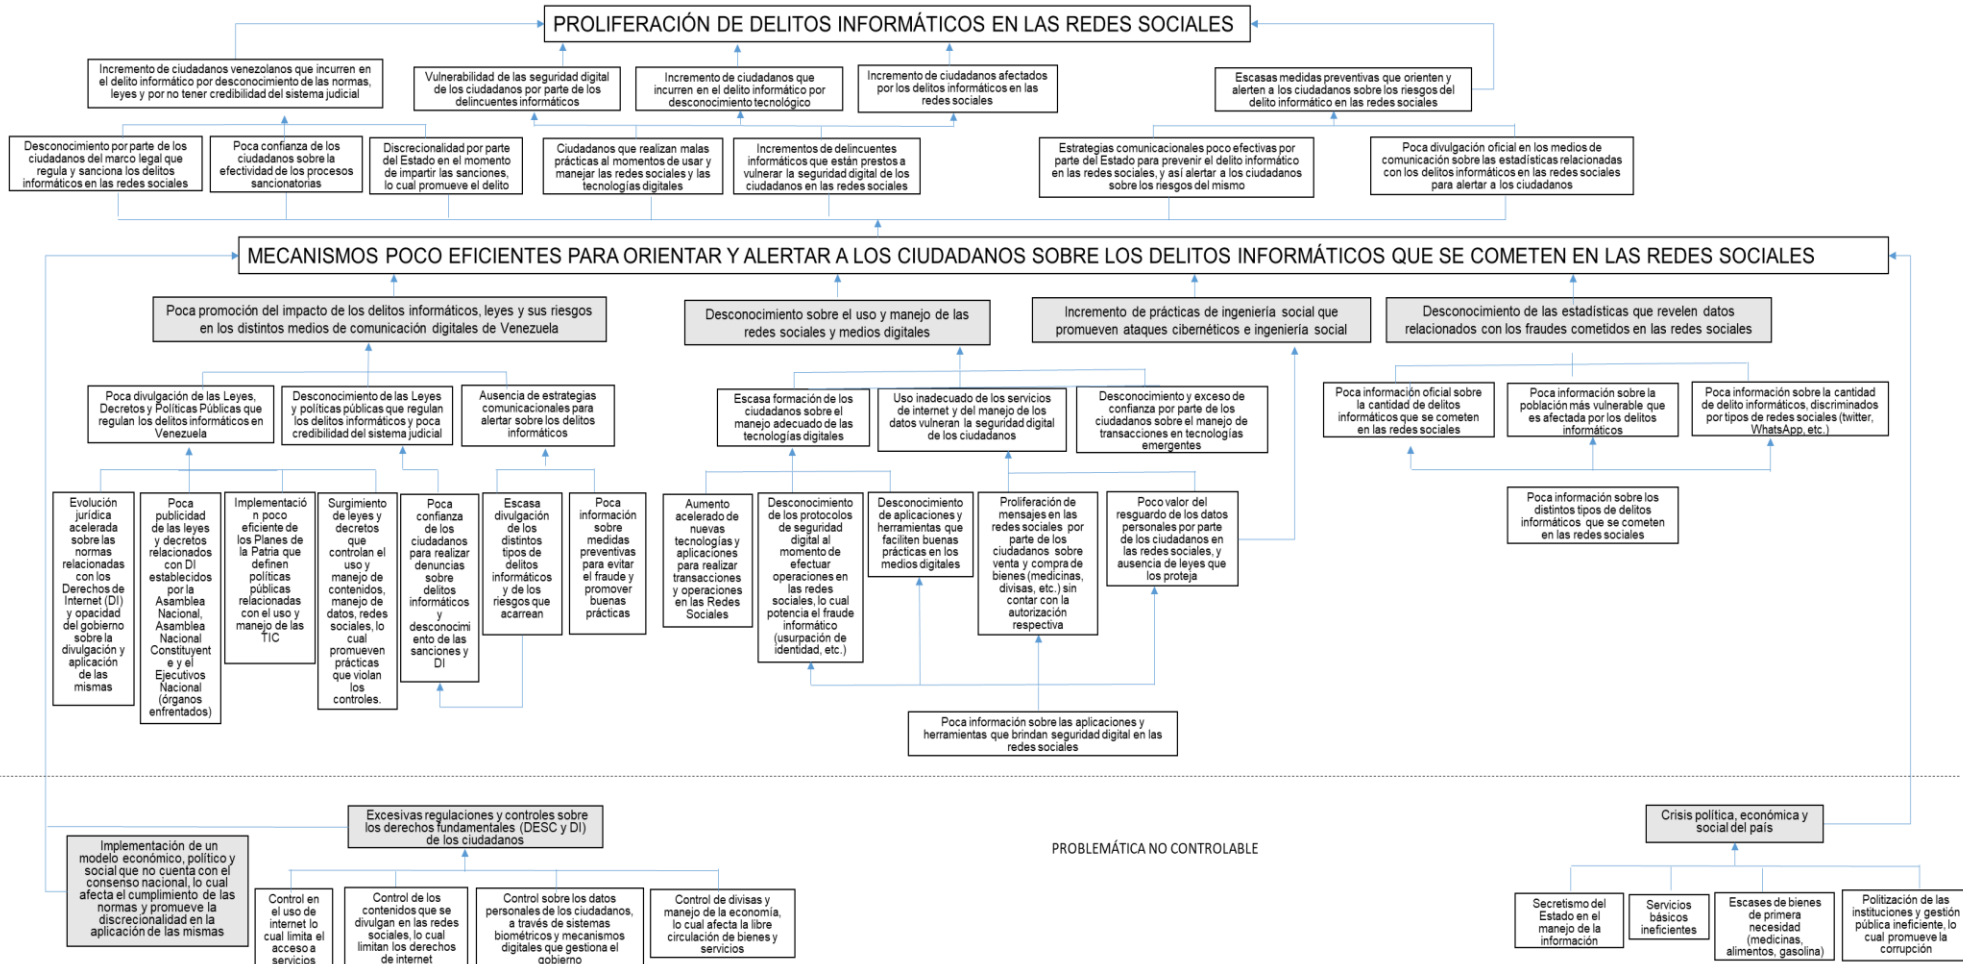 PROLIFERACIÓN DE DELITOS INFORMÁTICOS EN LAS REDES SOCIALES
Incremento de ciudadanos venezolanos que incurren en
el delito informático por desconocimiento de las normas,
leyes y por no tener credibilidad del sistema judicial
Vulnerabilidad de las seguridad digital
de los ciudadanos por parte de los
delincuentes informáticos
Incremento de ciudadanos que
incurren en el delito informático por
desconocimiento tecnológico
Incremento de ciudadanos afectados
por los delitos informáticos en las
redes sociales
Escasas medidas preventivas que orienten y
alerten a los ciudadanos sobre los riesgos del
delito informático en las redes sociales
Desconocimiento por parte de los
ciudadanos del marco legal que
regula y sanciona los delitos
informáticos en las redes sociales
Poca confianza de los
ciudadanos sobre la
efectividad de los procesos
sancionatorias
Discrecionalidad por parte
del Estado en el momento
de impartir las sanciones,
lo cual promueve el delito
Ciudadanos que realizan malas
prácticas al momentos de usar y
manejar las redes sociales y las
tecnologías digitales
Incrementos de delincuentes
informáticos que están prestos a
vulnerar la seguridad digital de los
ciudadanos en las redes sociales
Estrategias comunicacionales poco efectivas por
parte del Estado para prevenir el delito informático
en las redes sociales, y así alertar a los ciudadanos
sobre los riesgos del mismo
Poca divulgación oficial en los medios de
comunicación sobre las estadísticas relacionadas
con los delitos informáticos en las redes sociales
para alertar a los ciudadanos
MECANISMOS POCO EFICIENTES PARA ORIENTAR Y ALERTAR A LOS CIUDADANOS SOBRE LOS DELITOS INFORMÁTICOS QUE SE COMETEN EN LAS REDES SOCIALES
Poca promoción del impacto de los delitos informáticos, leyes y sus riesgos
en los distintos medios de comunicación digitales de Venezuela
Desconocimiento sobre el uso y manejo de las
redes sociales y medios digitales
Incremento de prácticas de ingeniería social que
promueven ataques cibernéticos e ingeniería social
Desconocimiento de las estadísticas que revelen datos
relacionados con los fraudes cometidos en las redes sociales
Poca divulgación de las Leyes,
Decretos y Políticas Públicas que
regulan los delitos informáticos en
Venezuela
Desconocimiento de las Leyes
y políticas públicas que regulan
los delitos informáticos y poca
credibilidad del sistema judicial
Ausencia de estrategias
comunicacionales para
alertar sobre los delitos
informáticos
Escasa formación de los
ciudadanos sobre el
manejo adecuado de las
tecnologías digitales
Uso inadecuado de los servicios
de internet y del manejo de los
datos vulneran la seguridad digital
de los ciudadanos
Desconocimiento y exceso de
confianza por parte de los
ciudadanos sobre el manejo de
transacciones en tecnologías
emergentes
Poca información oficial sobre
la cantidad de delitos
informáticos que se cometen
en las redes sociales
Poca información sobre la
población más vulnerable que
es afectada por los delitos
informáticos
Poca información sobre la cantidad
de delito informáticos, discriminados
por tipos de redes sociales (twitter,
WhatsApp, etc.)
Evolución
jurídica
acelerada
sobre las
normas
relacionadas
con los
Derechos de
Internet (DI) y
opacidad
del gobierno
sobre la
divulgación y
aplicación
de las
mismas
Poca
publicidad
de las leyes
y decretos
relacionados
con DI
establecidos
por la
Asamblea
Nacional,
Asamblea
Nacional
Constituyent
e y el
Ejecutivos
Nacional
(órganos
enfrentados)
Implementació
n poco
eficiente de
los Planes de
la Patria que
definen
políticas
públicas
relacionadas
con el uso y
manejo de las
TIC
Surgimiento
de leyes y
decretos
que
controlan el
uso y
manejo de
contenidos,
manejo de
datos, redes
sociales, lo
cual
promueven
prácticas
que violan
los
controles.
Poca
confianza
de los
ciudadanos
para realizar
denuncias
sobre
delitos
informáticos
y
desconocimi
ento de las
sanciones y
DI
Escasa
divulgación
de los
distintos
tipos de
delitos
informáticos
y de los
riesgos que
acarrean
Poca
información
sobre
medidas
preventivas
para evitar
el fraude y
promover
buenas
prácticas
Aumento
acelerado de
nuevas
tecnologías y
aplicaciones
para realizar
transacciones
y operaciones
en las Redes
Sociales
Desconocimiento
de los protocolos
de seguridad
digital al
momento de
efectuar
operaciones en
las redes
sociales, lo cual
potencia el fraude
informático
(usurpación de
identidad, etc.)
Desconocimiento
de aplicaciones y
herramientas que
faciliten buenas
prácticas en los
medios digitales
Proliferación de
mensajes en las
redes sociales por
parte de los
ciudadanos sobre
venta y compra de
bienes (medicinas,
divisas, etc.) sin
contar con la
autorización
respectiva
Poco valor del
resguardo de los datos
personales por parte
de los ciudadanos en
las redes sociales, y
ausencia de leyes que
los proteja
Poca información sobre los
distintos tipos de delitos
informáticos que se cometen
en las redes sociales
Poca información sobre las aplicaciones y
herramientas que brindan seguridad digital en las
redes sociales
Excesivas regulaciones y controles sobre
los derechos fundamentales (DESC y DI)
de los ciudadanos
Crisis política, económica y
social del país
Implementación de un
modelo económico, político y
social que no cuenta con el
consenso nacional, lo cual
afecta el cumplimiento de las
normas y promueve la
discrecionalidad en la
aplicación de las mismas
PROBLEMÁTICA NO CONTROLABLE
Control en
el uso de
internet lo
cual limita el
acceso a
servicios
Control de los
contenidos que se
divulgan en las redes
sociales, lo cual
limitan los derechos
de internet
Control sobre los datos
personales de los ciudadanos,
a través de sistemas
biométricos y mecanismos
digitales que gestiona el
gobierno
Control de divisas y
manejo de la economía,
lo cual afecta la libre
circulación de bienes y
servicios
Secretismo del
Estado en el
manejo de la
información
Servicios
básicos
ineficientes
Escases de bienes
de primera
necesidad
(medicinas,
alimentos, gasolina)
Politización de las
instituciones y gestión
pública ineficiente, lo
cual promueve la
corrupción